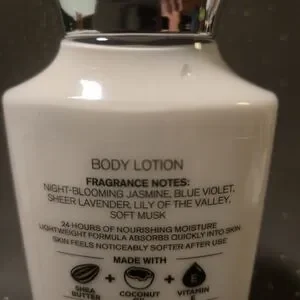 BODY LOTION
FRAGRANCE NOTES:
NIGHT-BLOOMING JASMINE, BLUE VIOLET,
SHEER LAVENDER, LILY OF THE VALLEY,
SOFT MUSK
24 HOURS OF NOURISHING MOISTURE
LIGHTWEIGHT FORMULA ABSORBS QUICKLY INTO SKIN
SKIN FEELS NOTICEABLY SOFTER AFTER USE
MADE WITH
+ + E
SHEA COCONUT VITAMIN
BUTTER